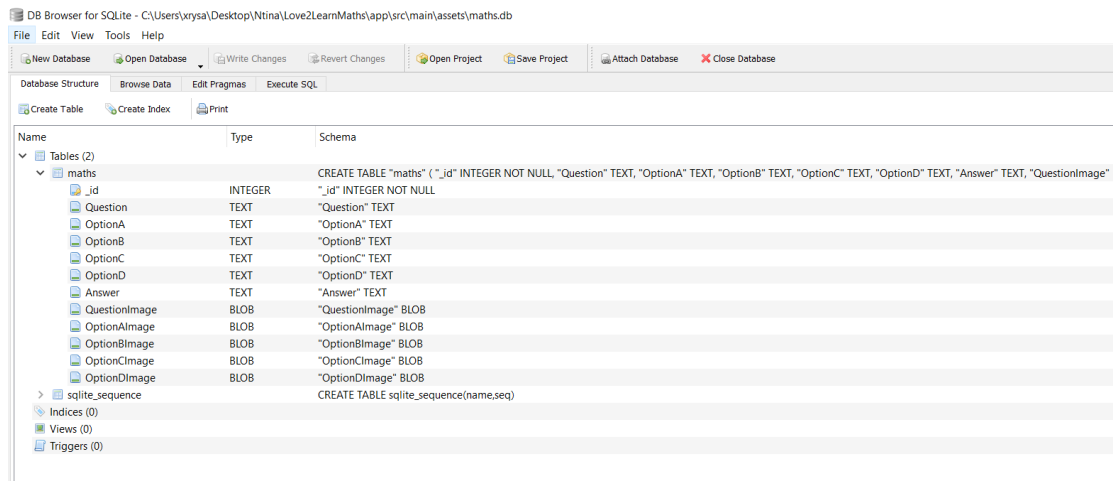 DB Browser for SQLite - C:\Users\xrysa\Desktop\Ntina\Love2LearnMaths\app\src\main\assets\maths.db
File Edit View Tools Help
New Database Open Database Write Changes Revert Changes Open Project Save Project Attach Database Close Database
Database Structure Browse Data Edit Pragmas Execute SQL
Create Table Create Index Print
Name Type Schema
Tables (2)
maths CREATE TABLE "maths" ( "_id" INTEGER NOT NULL, "Question" TEXT, "OptionA" TEXT, "OptionB" TEXT, "OptionC" TEXT, "OptionD" TEXT, "Answer" TEXT, "QuestionImage"
_id INTEGER "_id" INTEGER NOT NULL
Question TEXT "Question" TEXT
OptionA TEXT "OptionA" TEXT
OptionB TEXT "OptionB" TEXT
OptionC TEXT "OptionC" TEXT
OptionD TEXT "OptionD" TEXT
Answer TEXT "Answer" TEXT
QuestionImage BLOB "QuestionImage" BLOB
OptionAImage BLOB "OptionAImage" BLOB
OptionBImage BLOB "OptionBImage" BLOB
OptionCImage BLOB "OptionCImage" BLOB
OptionDImage BLOB "OptionDImage" BLOB
sqlite_sequence CREATE TABLE sqlite_sequence(name,seq)
Indices (0)
Views (0)
Triggers (0)